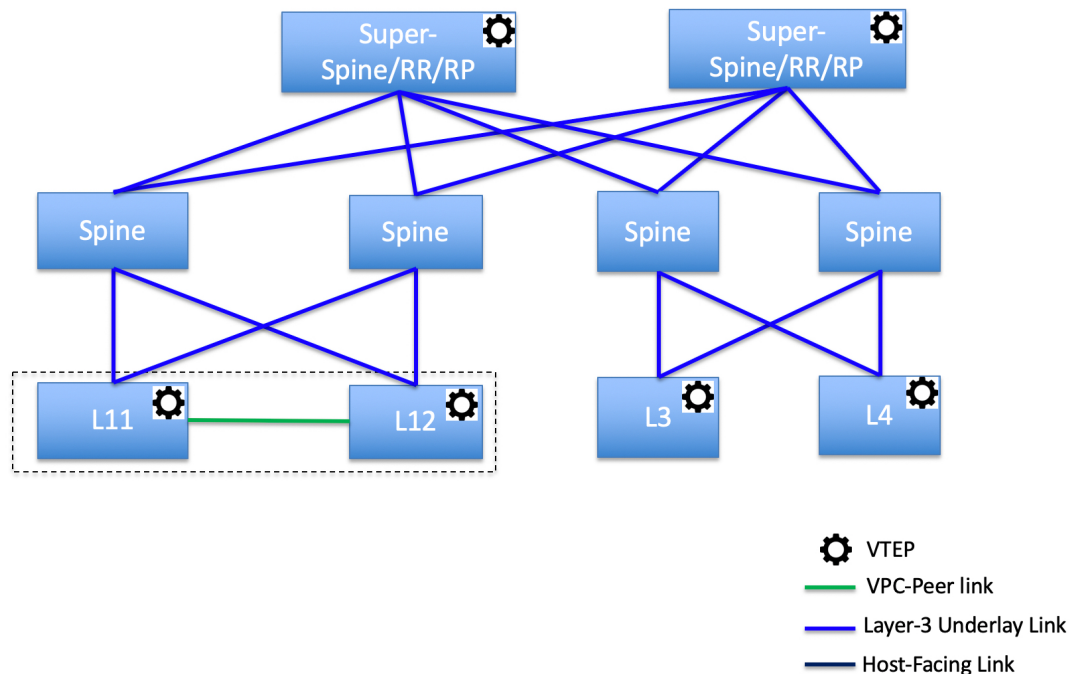 Super-
Spine/RR/RP
Super-
Spine/RR/RP
Spine
Spine
Spine
Spine
L11
L12
L3
L4
VTEP
VPC-Peer link
Layer-3 Underlay Link
Host-Facing Link